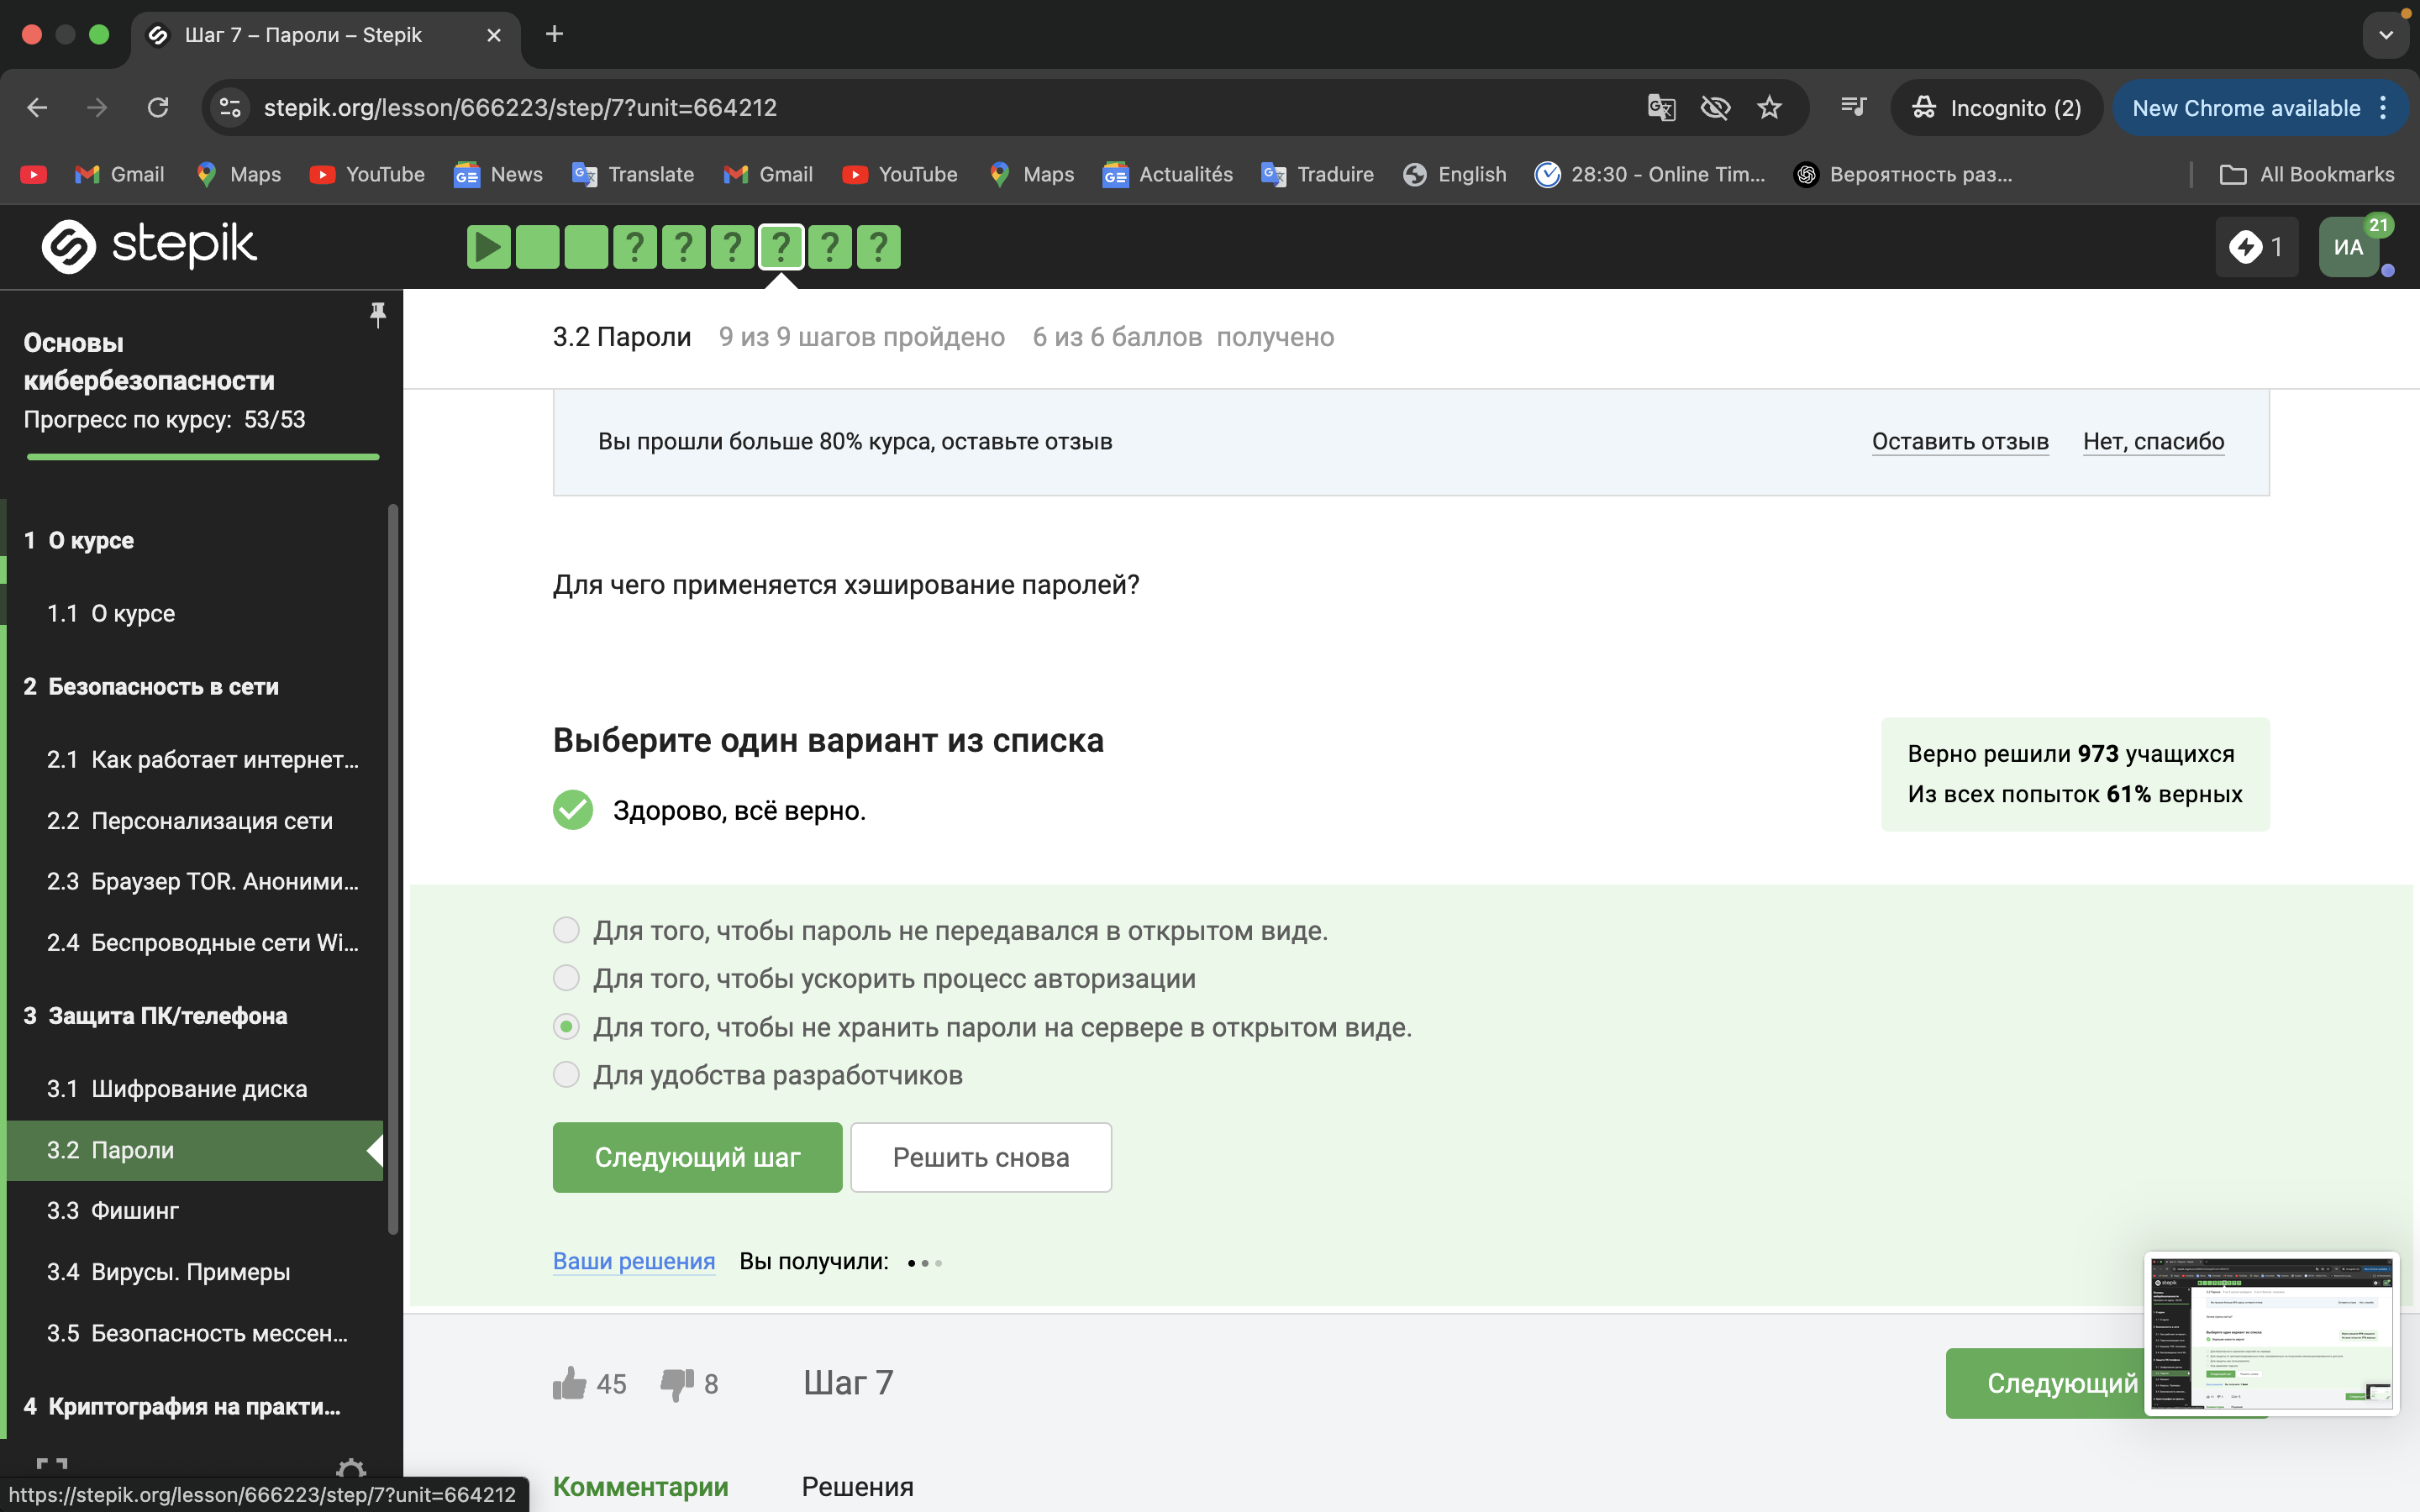 Шаг 7 – Пароли – Stepik
stepik.org/lesson/666223/step/7?unit=664212
Incognito (2)
New Chrome available
Gmail
Maps
YouTube
News
Translate
Gmail
YouTube
Maps
Actualités
Traduire
English
28:30 - Online Tim...
Вероятность раз...
All Bookmarks
stepik
? ? ? ? ? ?
1
ИА
21
Основы
кибербезопасности
Прогресс по курсу: 53/53
1 О курсе
1.1 О курсе
2 Безопасность в сети
2.1 Как работает интернет...
2.2 Персонализация сети
2.3 Браузер TOR. Аноними...
2.4 Беспроводные сети Wi...
3 Защита ПК/телефона
3.1 Шифрование диска
3.2 Пароли
3.3 Фишинг
3.4 Вирусы. Примеры
3.5 Безопасность мессен...
4 Криптография на практи...
https://stepik.org/lesson/666223/step/7?unit=664212
3.2 Пароли 9 из 9 шагов пройдено 6 из 6 баллов получено
Вы прошли больше 80% курса, оставьте отзыв
Оставить отзыв
Нет, спасибо
Для чего применяется хэширование паролей?
Выберите один вариант из списка
Здорово, всё верно.
Верно решили 973 учащихся
Из всех попыток 61% верных
Для того, чтобы пароль не передавался в открытом виде.
Для того, чтобы ускорить процесс авторизации
Для того, чтобы не хранить пароли на сервере в открытом виде.
Для удобства разработчиков
Следующий шаг
Решить снова
Ваши решения
Вы получили:
45
8
Шаг 7
Следующий
Комментарии
Решения